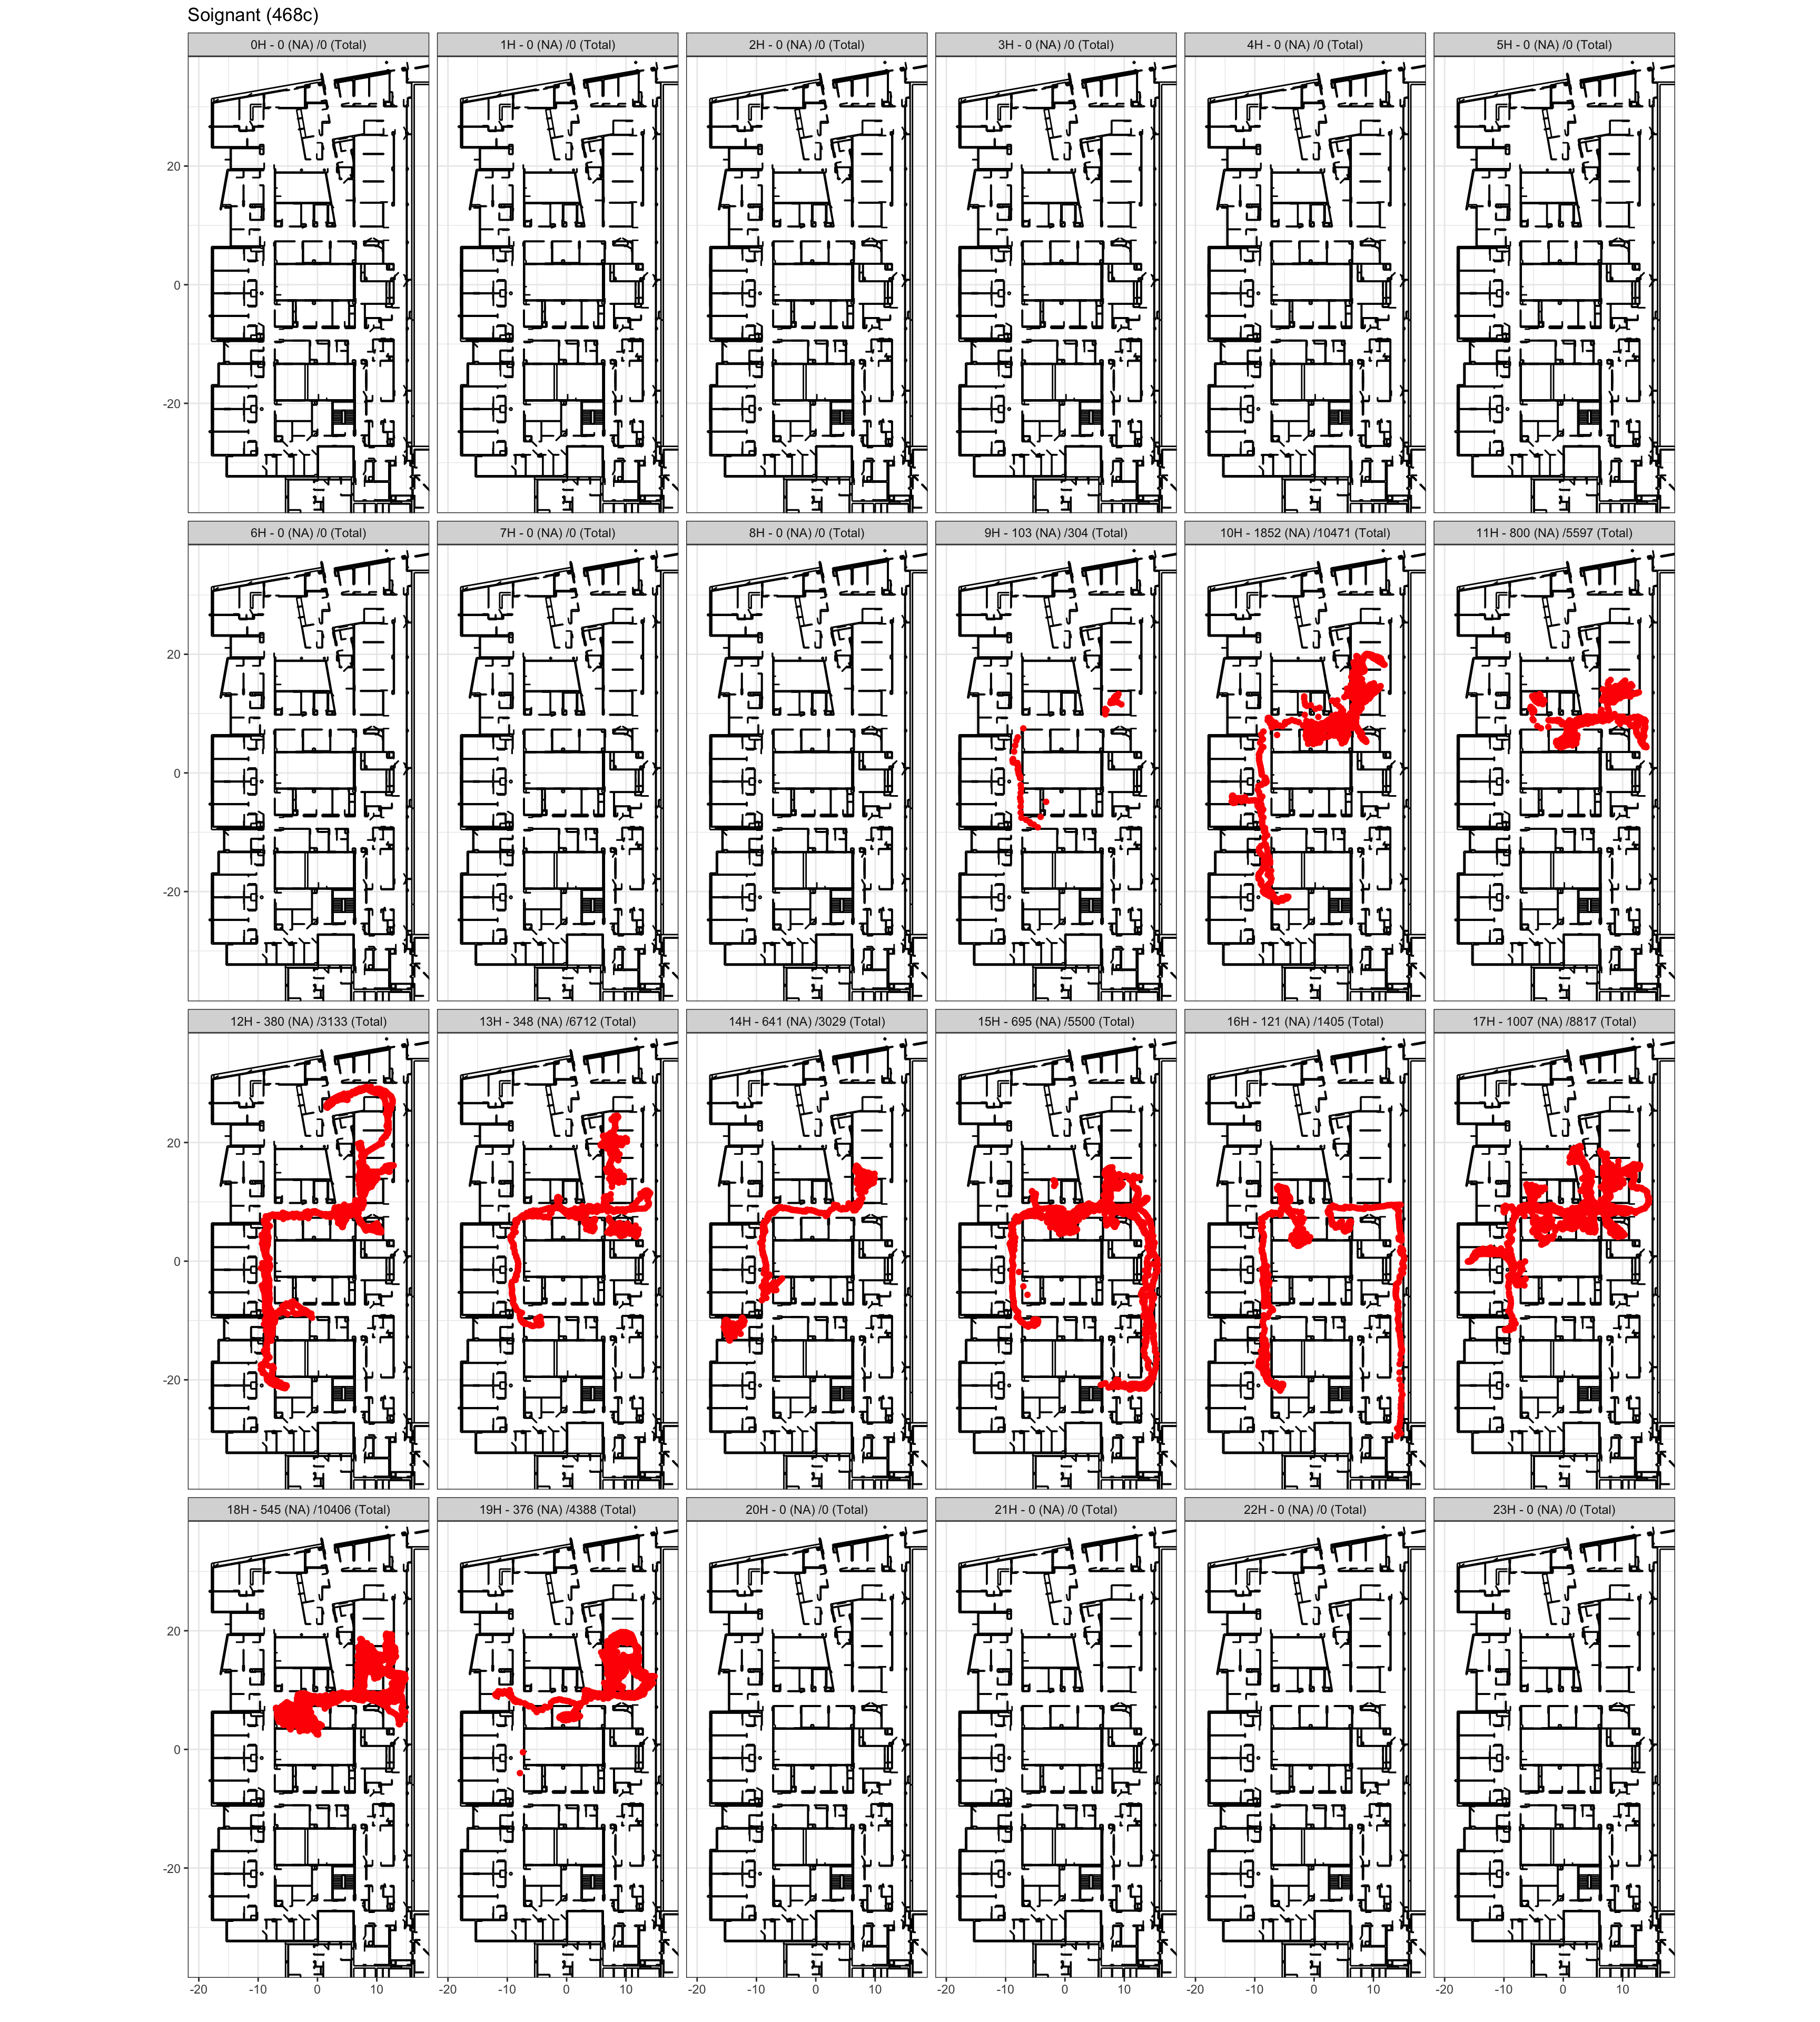 Soignant (468c)
0H - 0 (NA) /0 (Total)
1H - 0 (NA) /0 (Total)
2H - 0 (NA) /0 (Total)
3H - 0 (NA) /0 (Total)
4H - 0 (NA) /0 (Total)
5H - 0 (NA) /0 (Total)
20
0
-20
6H - 0 (NA) /0 (Total)
7H - 0 (NA) /0 (Total)
8H - 0 (NA) /0 (Total)
9H - 103 (NA) /304 (Total)
10H - 1852 (NA) /10471 (Total)
11H - 800 (NA) /5597 (Total)
20
0
-20
12H - 380 (NA) /3133 (Total)
13H - 348 (NA) /6712 (Total)
14H - 641 (NA) /3029 (Total)
15H - 695 (NA) /5500 (Total)
16H - 121 (NA) /1405 (Total)
17H - 1007 (NA) /8817 (Total)
20
0
-20
18H - 545 (NA) /10406 (Total)
19H - 376 (NA) /4388 (Total)
20H - 0 (NA) /0 (Total)
21H - 0 (NA) /0 (Total)
22H - 0 (NA) /0 (Total)
23H - 0 (NA) /0 (Total)
20
0
-20
-20 -10 0 10
-20 -10 0 10
-20 -10 0 10
-20 -10 0 10
-20 -10 0 10
-20 -10 0 10